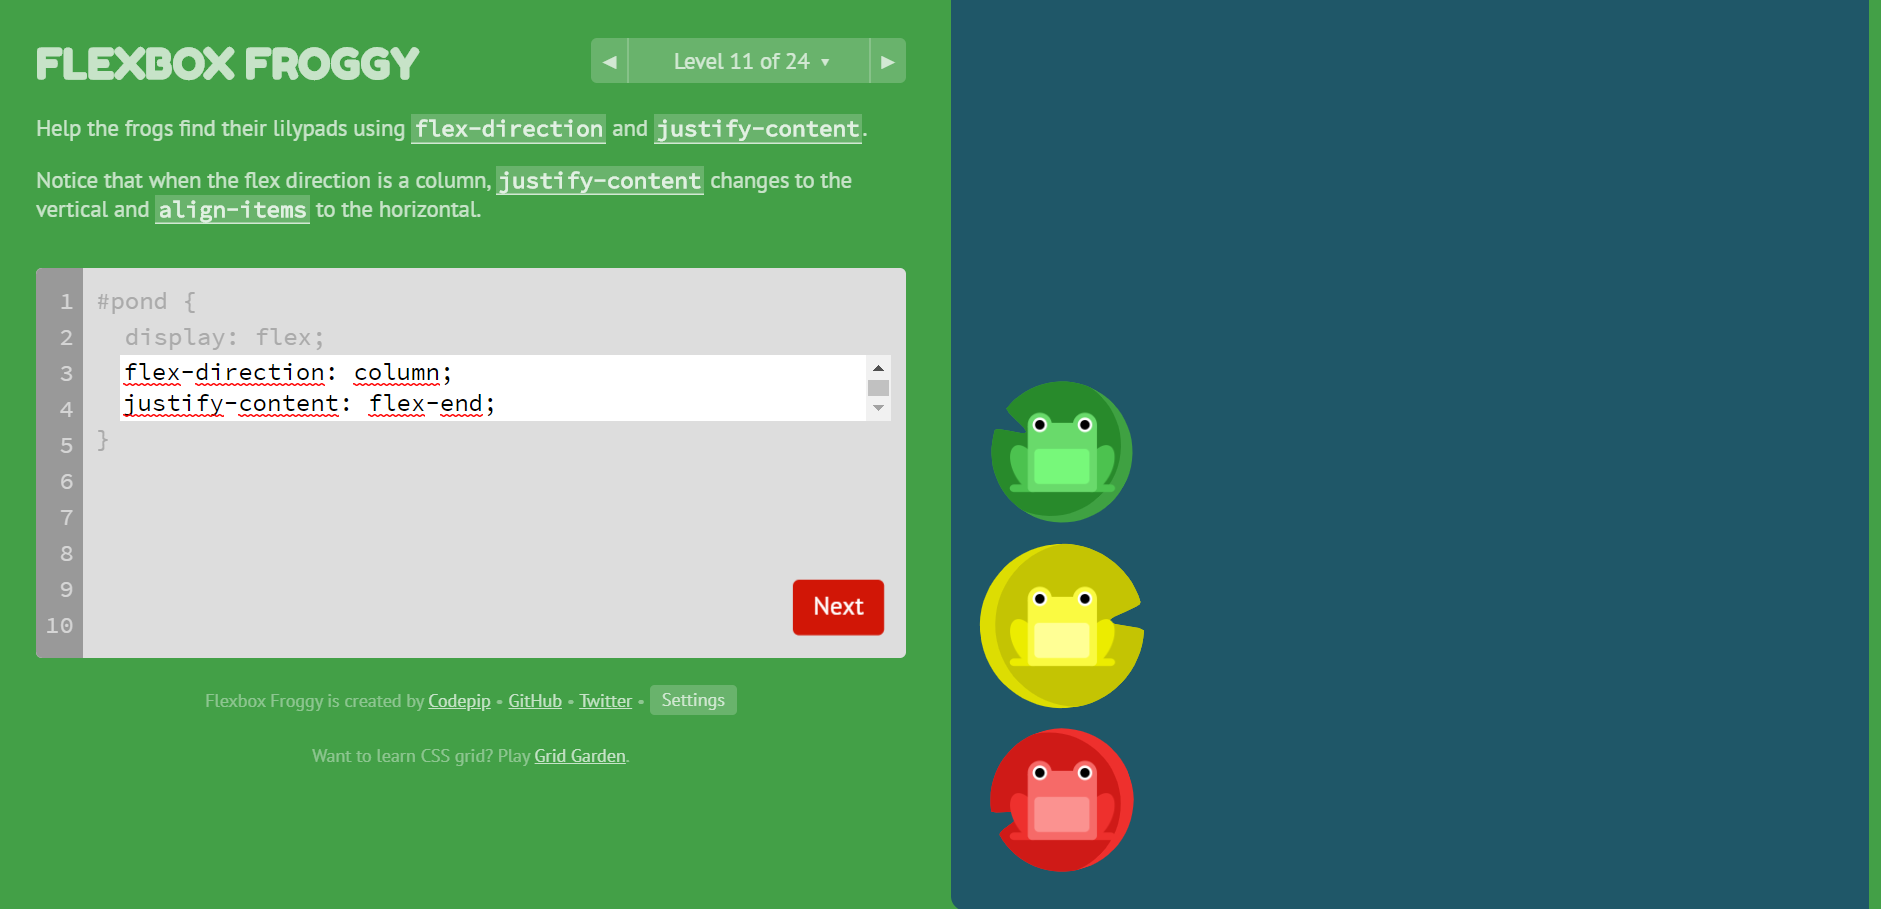 FLEXBOX FROGGY
◀ Level 11 of 24 ▾ ▶
Help the frogs find their lilypads using flex-direction and justify-content.
Notice that when the flex direction is a column, justify-content changes to the
vertical and align-items to the horizontal.
1 #pond {
2 display: flex;
3 flex-direction: column;
4 justify-content: flex-end;
5 }
6
7
8
9
10
Next
Flexbox Froggy is created by Codepip • GitHub • Twitter • Settings
Want to learn CSS grid? Play Grid Garden.